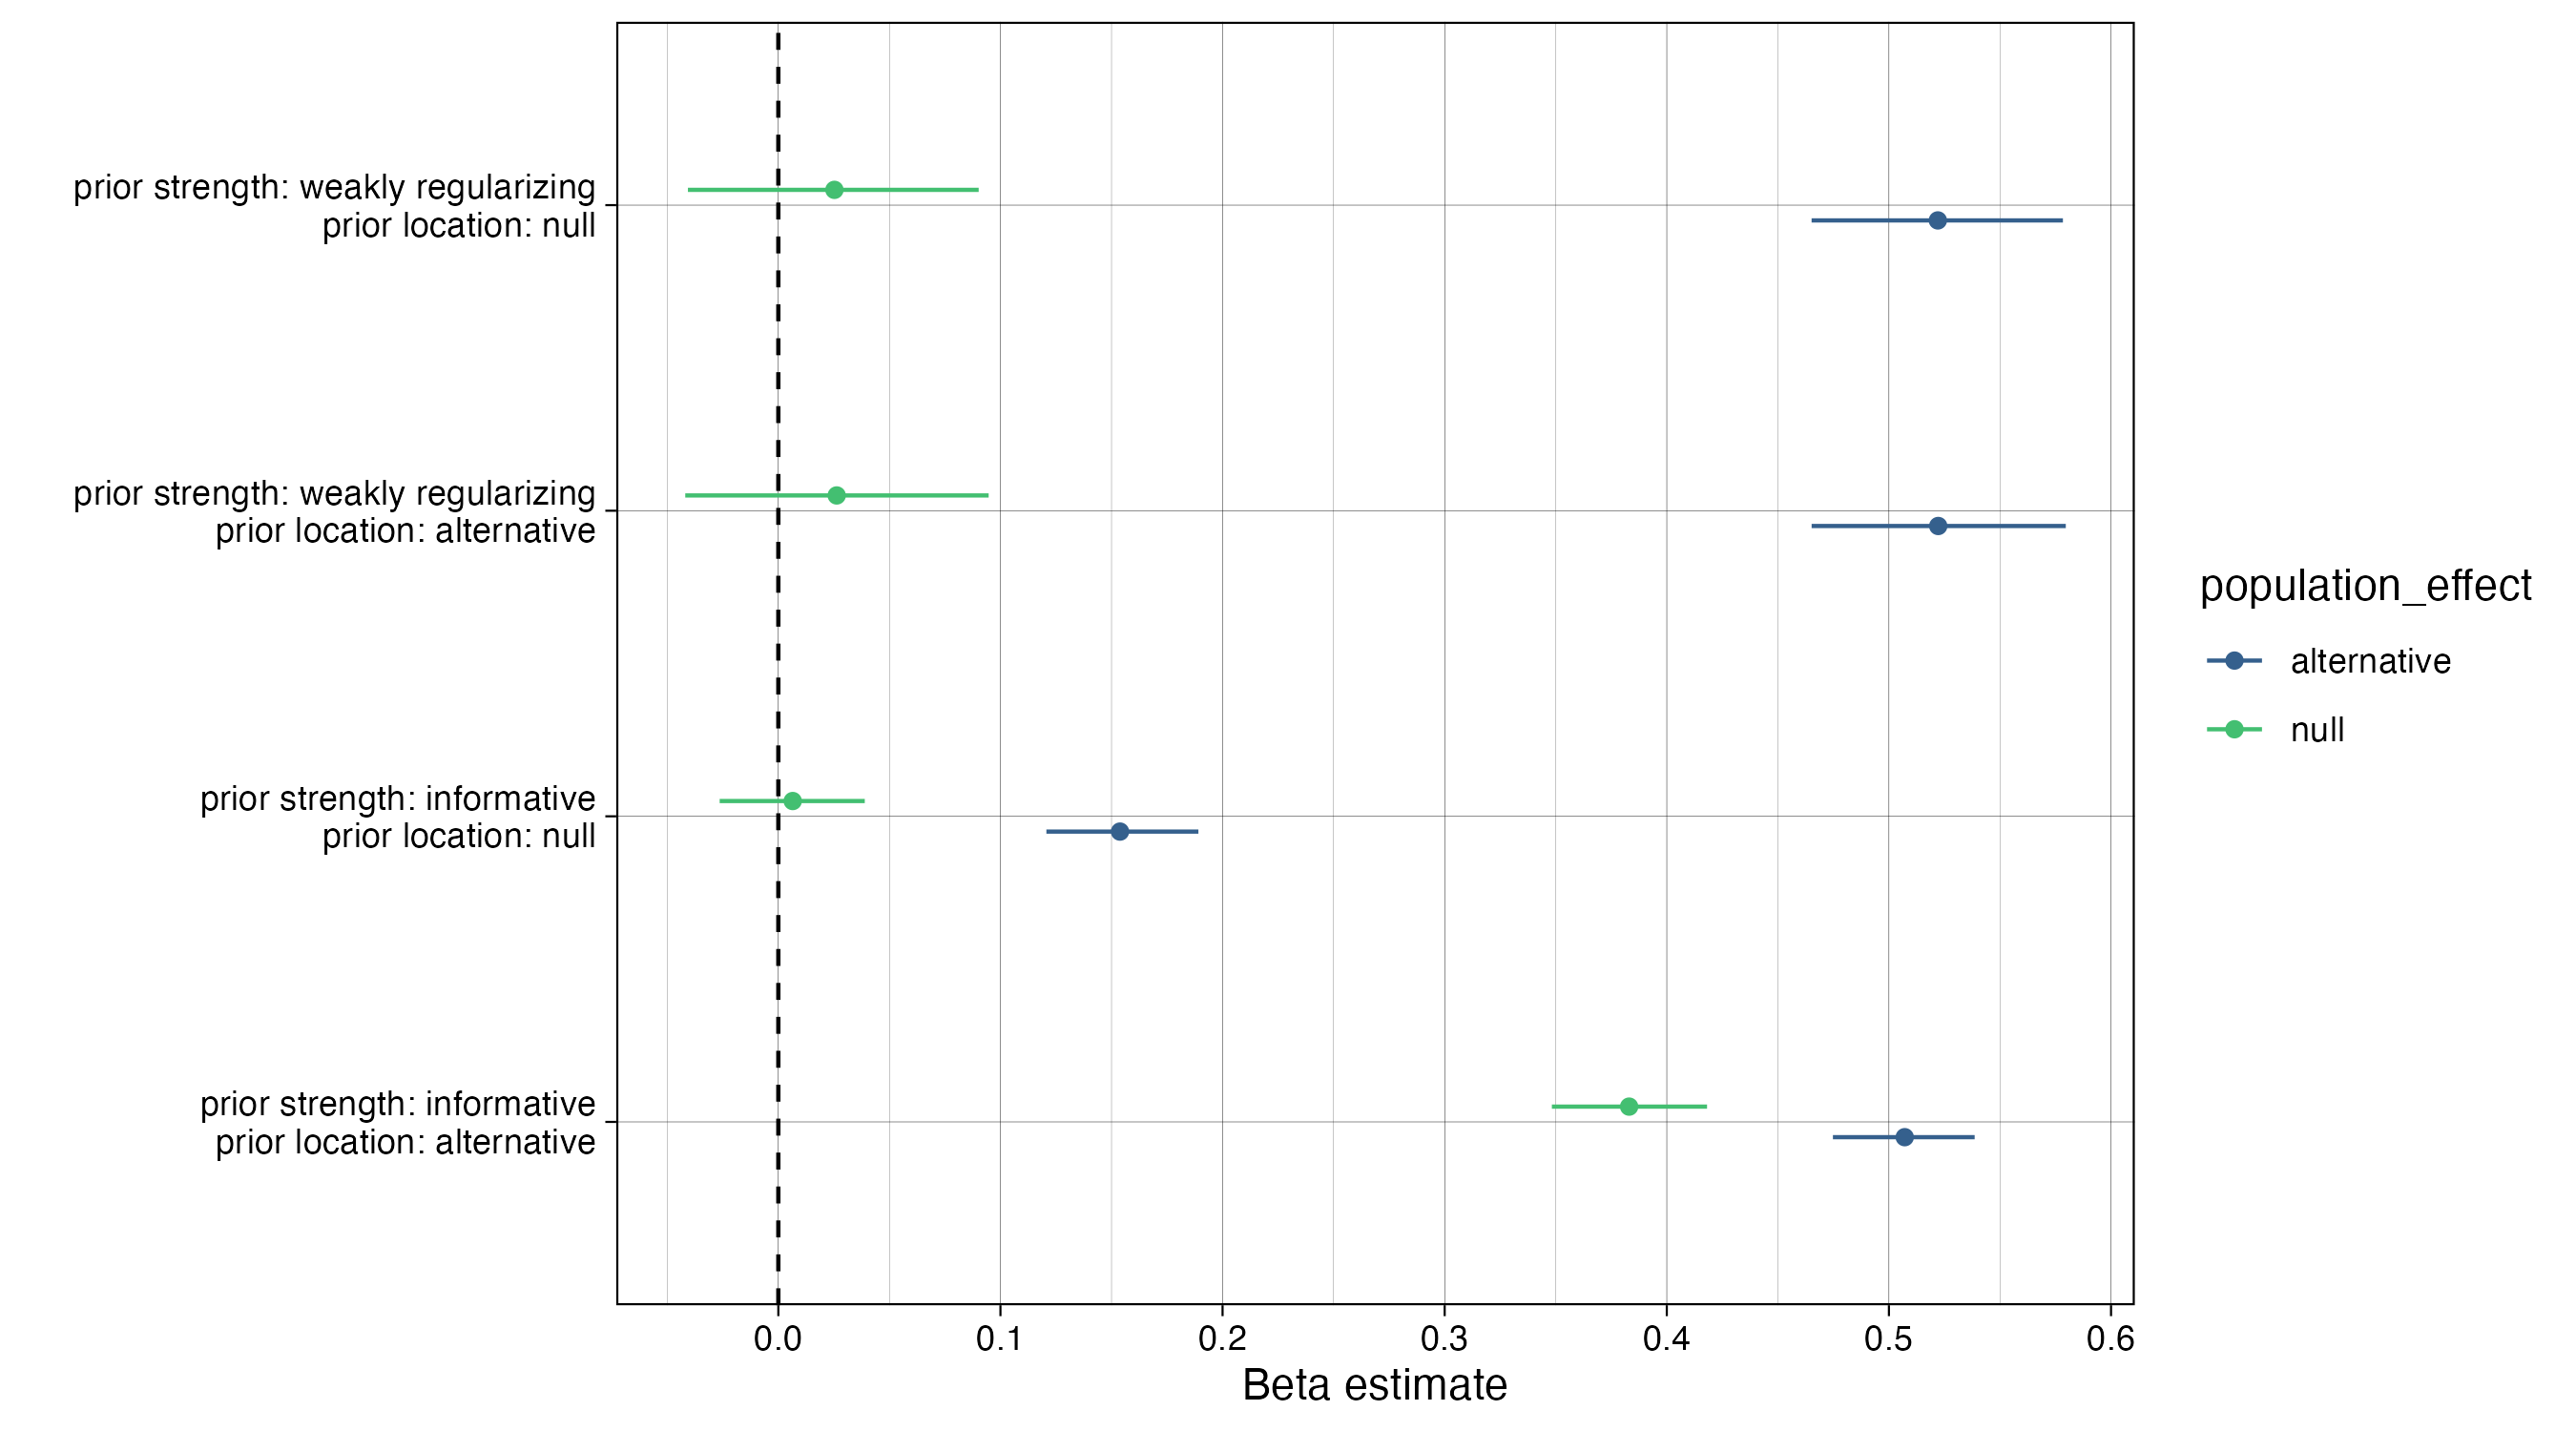 prior strength: weakly regularizing
prior location: null
prior strength: weakly regularizing
prior location: alternative
prior strength: informative
prior location: null
prior strength: informative
prior location: alternative
0.0 0.1 0.2 0.3 0.4 0.5 0.6
Beta estimate
population_effect
alternative
null